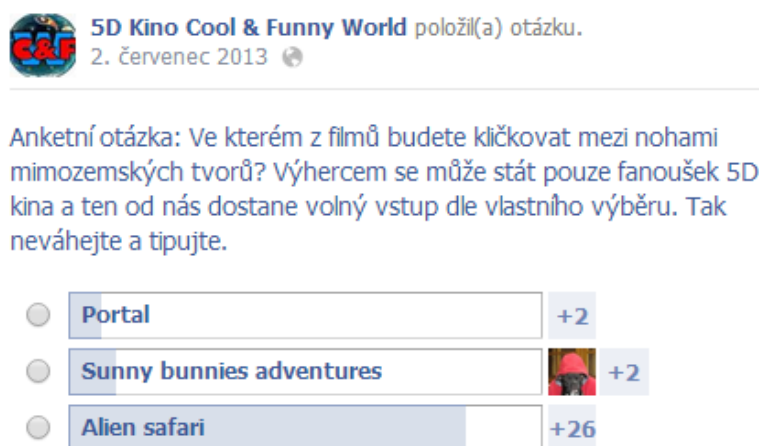 C&F
5D Kino Cool & Funny World položil(a) otázku.
2. červenec 2013
Anketní otázka: Ve kterém z filmů budete kličkovat mezi nohami
mimozemských tvorů? Výhercem se může stát pouze fanoušek 5D
kina a ten od nás dostane volný vstup dle vlastního výběru. Tak
neváhejte a tipujte.
Portal +2
Sunny bunnies adventures +2
Alien safari +26